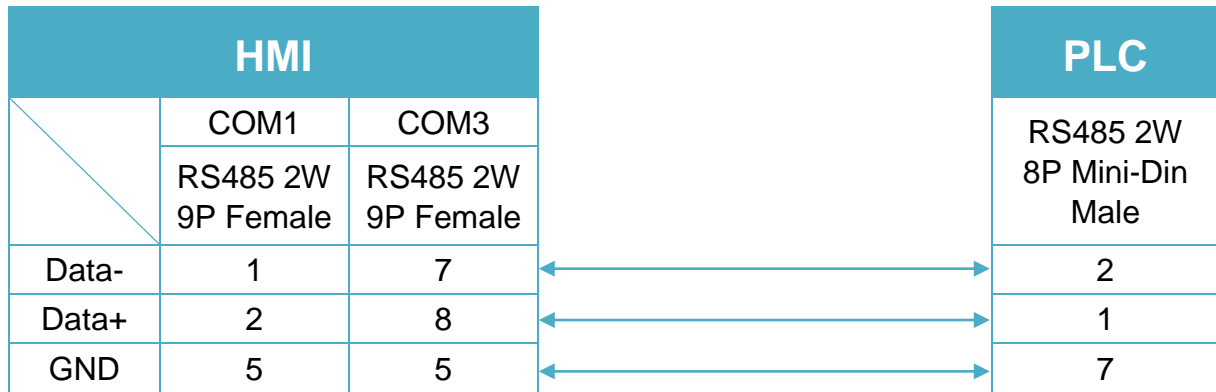 HMI PLC
COM1 COM3
RS485 2W RS485 2W RS485 2W
9P Female 9P Female 8P Mini-Din
Male
Data- 1 7 2
Data+ 2 8 1
GND 5 5 7